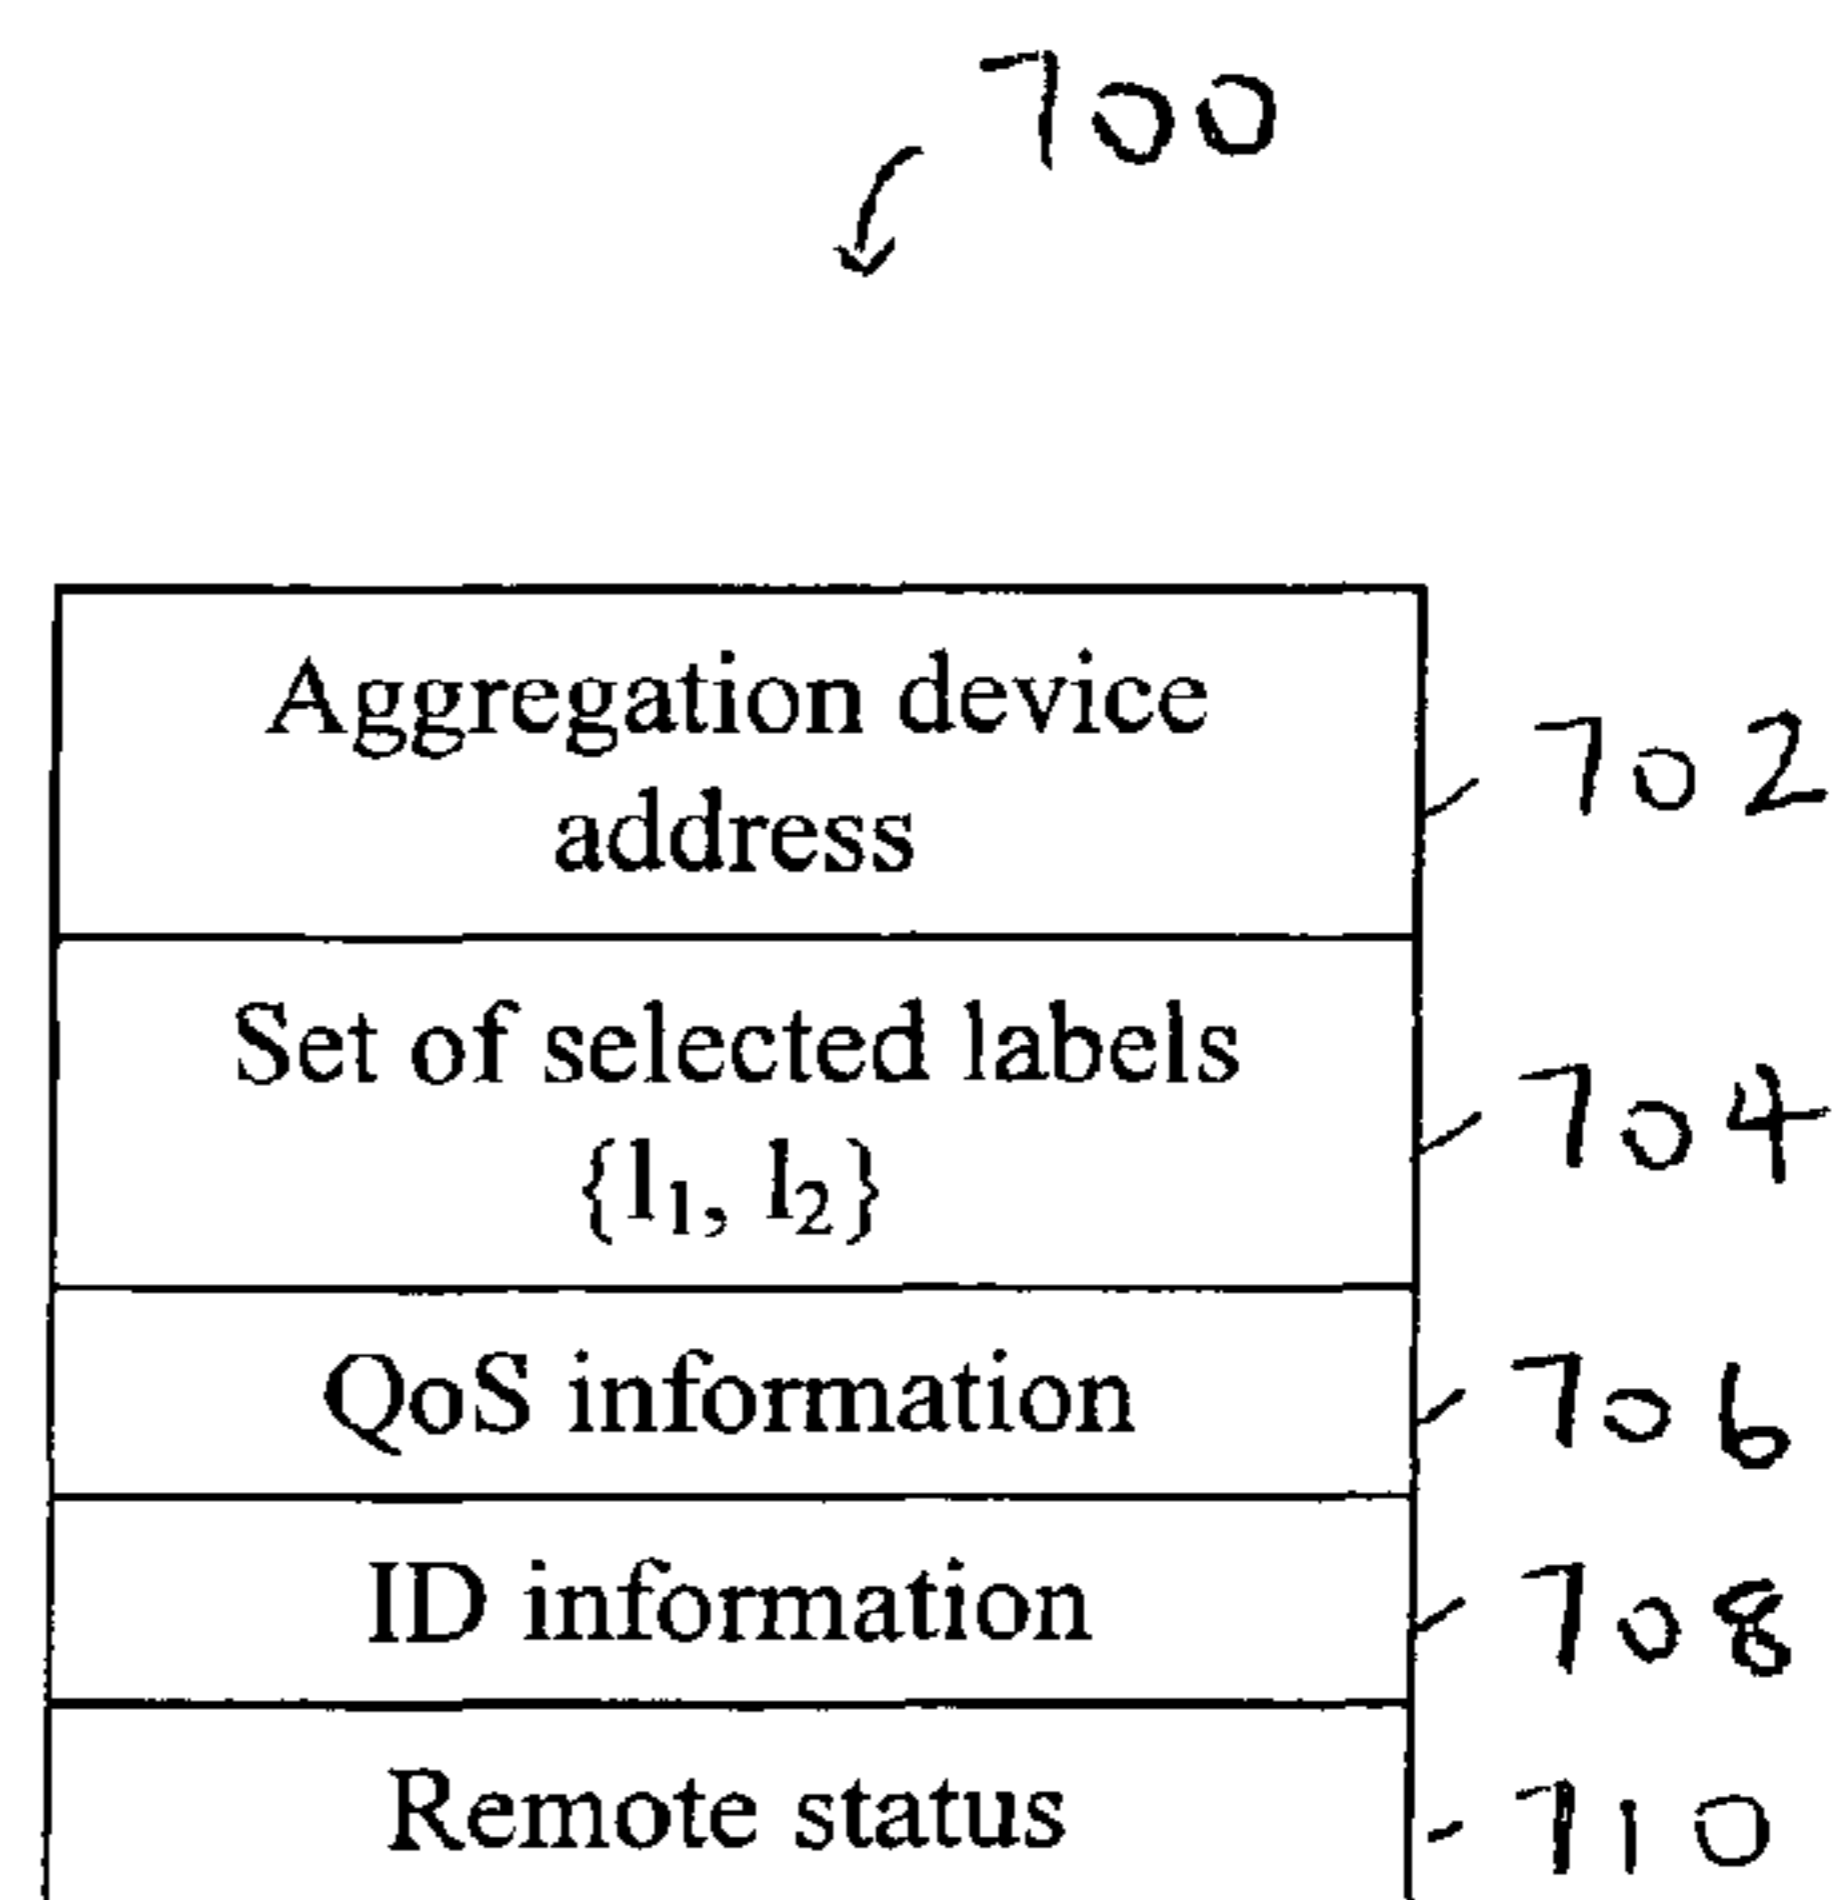 700
Aggregation device
address
702
Set of selected labels
{l₁, l₂}
704
QoS information
706
ID information
708
Remote status
710